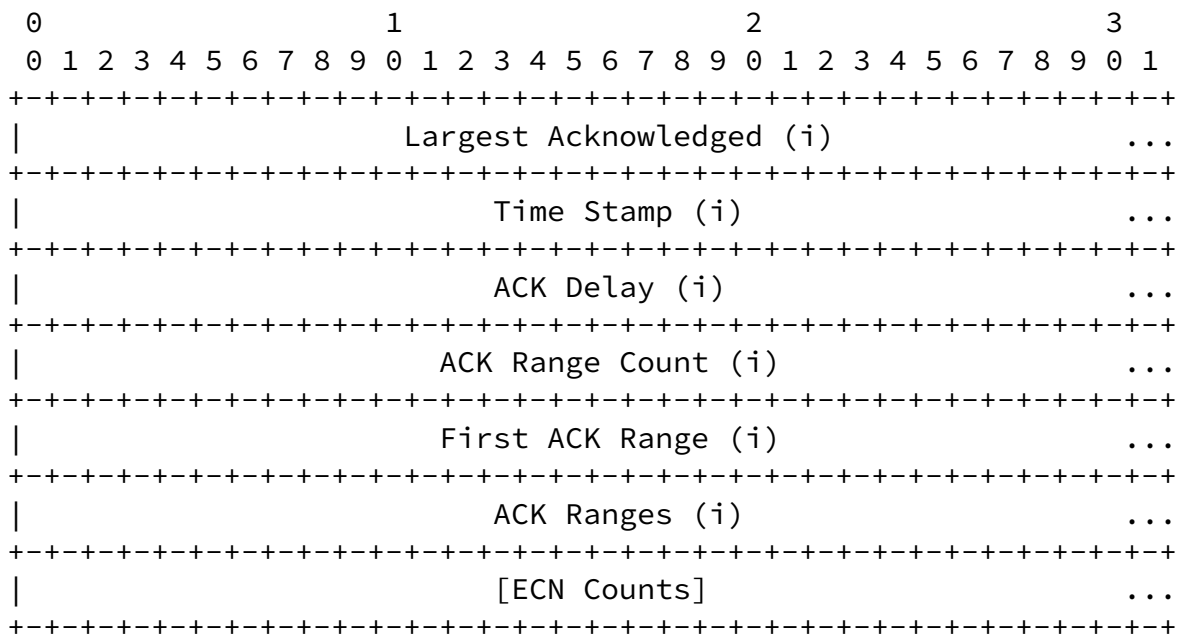 0                   1                   2                   3
 0 1 2 3 4 5 6 7 8 9 0 1 2 3 4 5 6 7 8 9 0 1 2 3 4 5 6 7 8 9 0 1
+-+-+-+-+-+-+-+-+-+-+-+-+-+-+-+-+-+-+-+-+-+-+-+-+-+-+-+-+-+-+-+-+
|                     Largest Acknowledged (i)                ...
+-+-+-+-+-+-+-+-+-+-+-+-+-+-+-+-+-+-+-+-+-+-+-+-+-+-+-+-+-+-+-+-+
|                          Time Stamp (i)                     ...
+-+-+-+-+-+-+-+-+-+-+-+-+-+-+-+-+-+-+-+-+-+-+-+-+-+-+-+-+-+-+-+-+
|                          ACK Delay (i)                      ...
+-+-+-+-+-+-+-+-+-+-+-+-+-+-+-+-+-+-+-+-+-+-+-+-+-+-+-+-+-+-+-+-+
|                       ACK Range Count (i)                   ...
+-+-+-+-+-+-+-+-+-+-+-+-+-+-+-+-+-+-+-+-+-+-+-+-+-+-+-+-+-+-+-+-+
|                       First ACK Range (i)                   ...
+-+-+-+-+-+-+-+-+-+-+-+-+-+-+-+-+-+-+-+-+-+-+-+-+-+-+-+-+-+-+-+-+
|                          ACK Ranges (i)                     ...
+-+-+-+-+-+-+-+-+-+-+-+-+-+-+-+-+-+-+-+-+-+-+-+-+-+-+-+-+-+-+-+-+
|                          [ECN Counts]                       ...
+-+-+-+-+-+-+-+-+-+-+-+-+-+-+-+-+-+-+-+-+-+-+-+-+-+-+-+-+-+-+-+-+